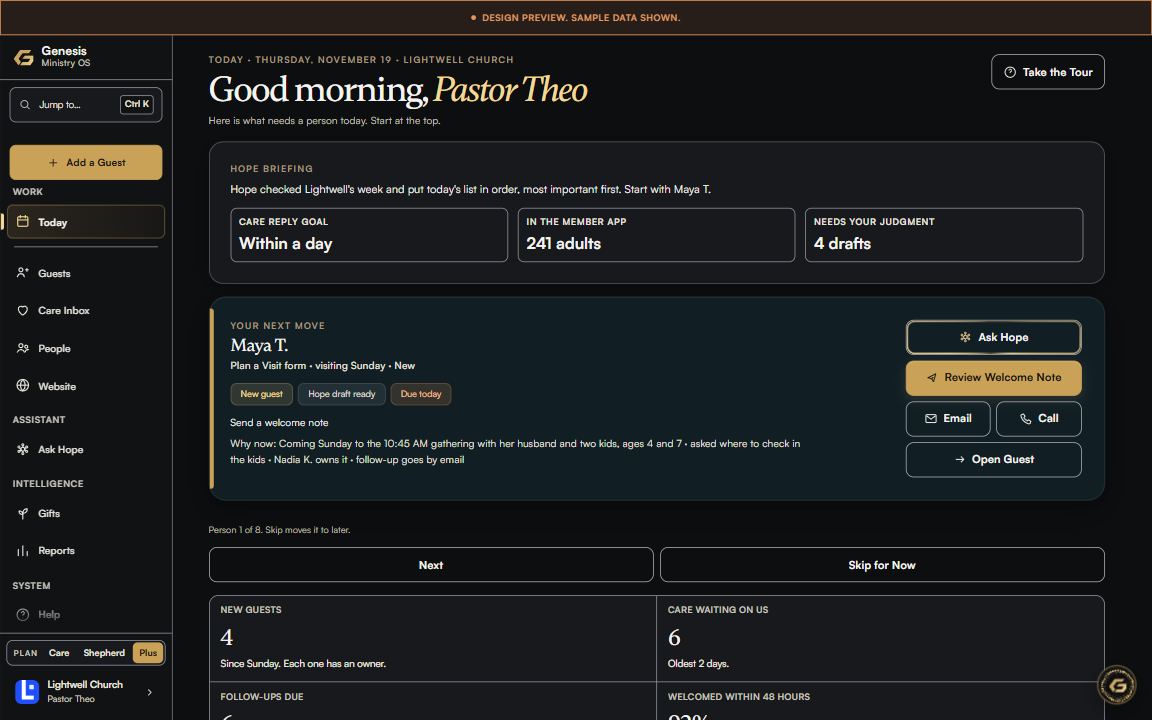 DESIGN PREVIEW. SAMPLE DATA SHOWN.
Genesis
Ministry OS
Jump to...
Ctrl K
Add a Guest
WORK
Today
Guests
Care Inbox
People
Website
ASSISTANT
Ask Hope
INTELLIGENCE
Gifts
Reports
SYSTEM
Help
PLAN Care Shepherd Plus
Lightwell Church
Pastor Theo
TODAY · THURSDAY, NOVEMBER 19 · LIGHTWELL CHURCH
Good morning, Pastor Theo
Here is what needs a person today. Start at the top.
Take the Tour
HOPE BRIEFING
Hope checked Lightwell's week and put today's list in order, most important first. Start with Maya T.
CARE REPLY GOAL
Within a day
IN THE MEMBER APP
241 adults
NEEDS YOUR JUDGMENT
4 drafts
YOUR NEXT MOVE
Maya T.
Plan a Visit form · visiting Sunday · New
New guest
Hope draft ready
Due today
Send a welcome note
Why now: Coming Sunday to the 10:45 AM gathering with her husband and two kids, ages 4 and 7 · asked where to check in
the kids · Nadia K. owns it · follow-up goes by email
Ask Hope
Review Welcome Note
Email
Call
Open Guest
Person 1 of 8. Skip moves it to later.
Next
Skip for Now
NEW GUESTS
4
Since Sunday. Each one has an owner.
CARE WAITING ON US
6
Oldest 2 days.
FOLLOW-UPS DUE
WELCOMED WITHIN 48 HOURS